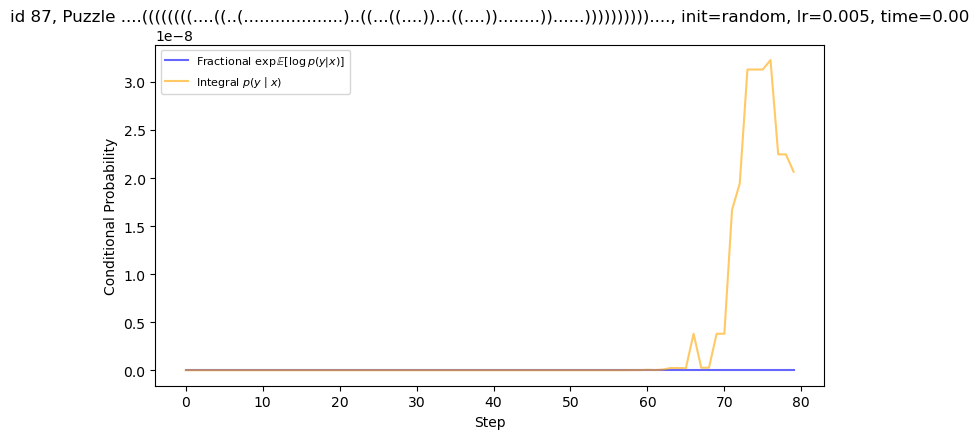 id 87, Puzzle ....((((((((....((..(....................)..((...((....))...((....))........))......))))))))))...., init=random, lr=0.005, time=0.00
1e−8
Fractional exp𝔼[log p(y|x)]
Integral p(y | x)
3.0
2.5
2.0
1.5
1.0
0.5
0.0
Conditional Probability
0 10 20 30 40 50 60 70 80
Step